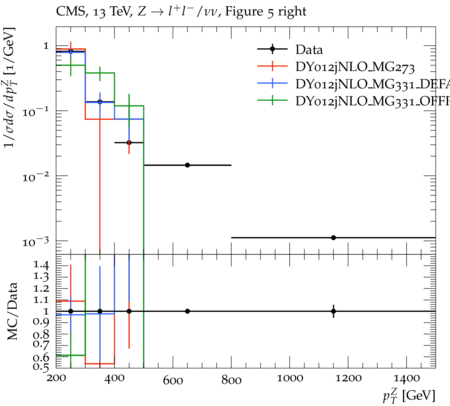 CMS, 13 TeV, Z → l⁺l⁻/νν, Figure 5 right
1/σdσ/dp_T^Z [1/GeV]
1
10⁻¹
10⁻²
10⁻³
Data
DY012jNLO_MG273
DY012jNLO_MG331_DEFA
DY012jNLO_MG331_OFFF
MC/Data
1.4
1.3
1.2
1.1
1
0.9
0.8
0.7
0.6
0.5
200 400 600 800 1000 1200 1400
p_T^Z [GeV]